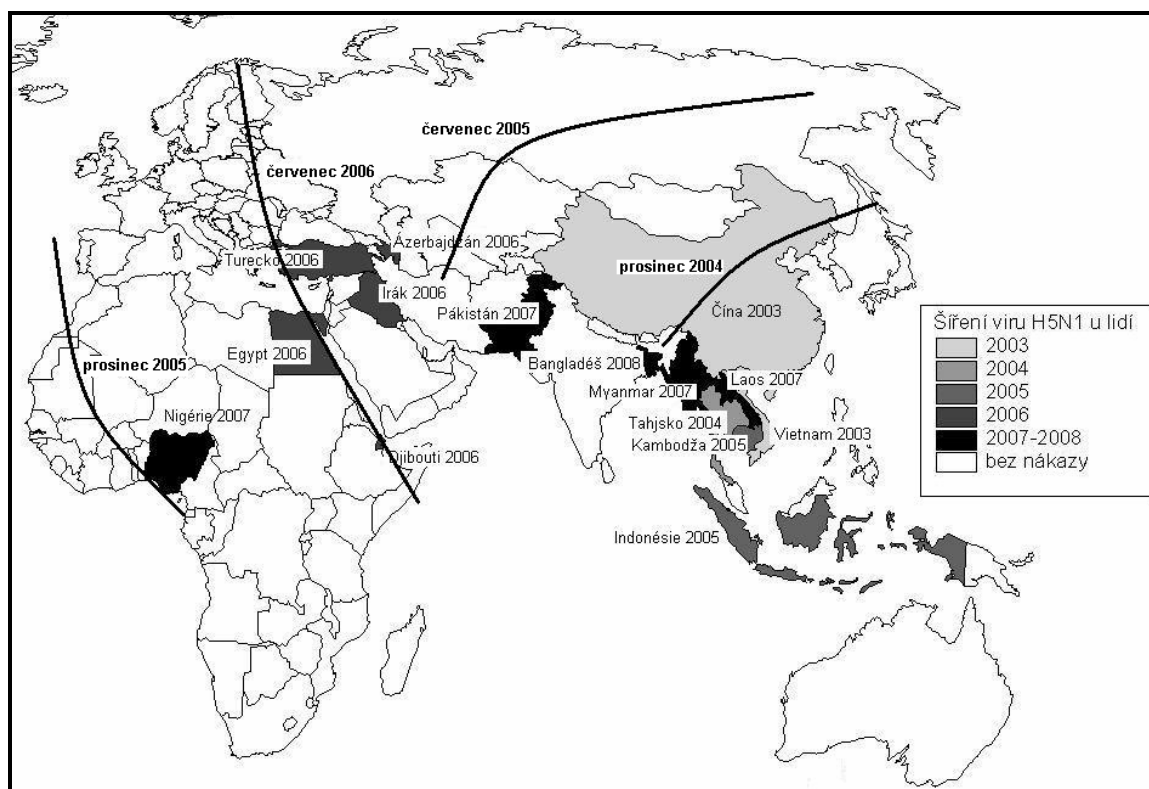 červenec 2005
červenec 2006
Azerbajdžán 2006
Turecko 2006
prosinec 2004
Irák 2006
Pákistán 2007
Čína 2003
Egypt 2006
prosinec 2005
Bangladéš 2008
Laos 2007
Myanmar 2007
Nigérie 2007
Tahjsko 2004
Vietnam 2003
Kambodža 2005
Djibouti 2006
Indonésie 2005
Šíření viru H5N1 u lidí
2003
2004
2005
2006
2007-2008
bez nákazy